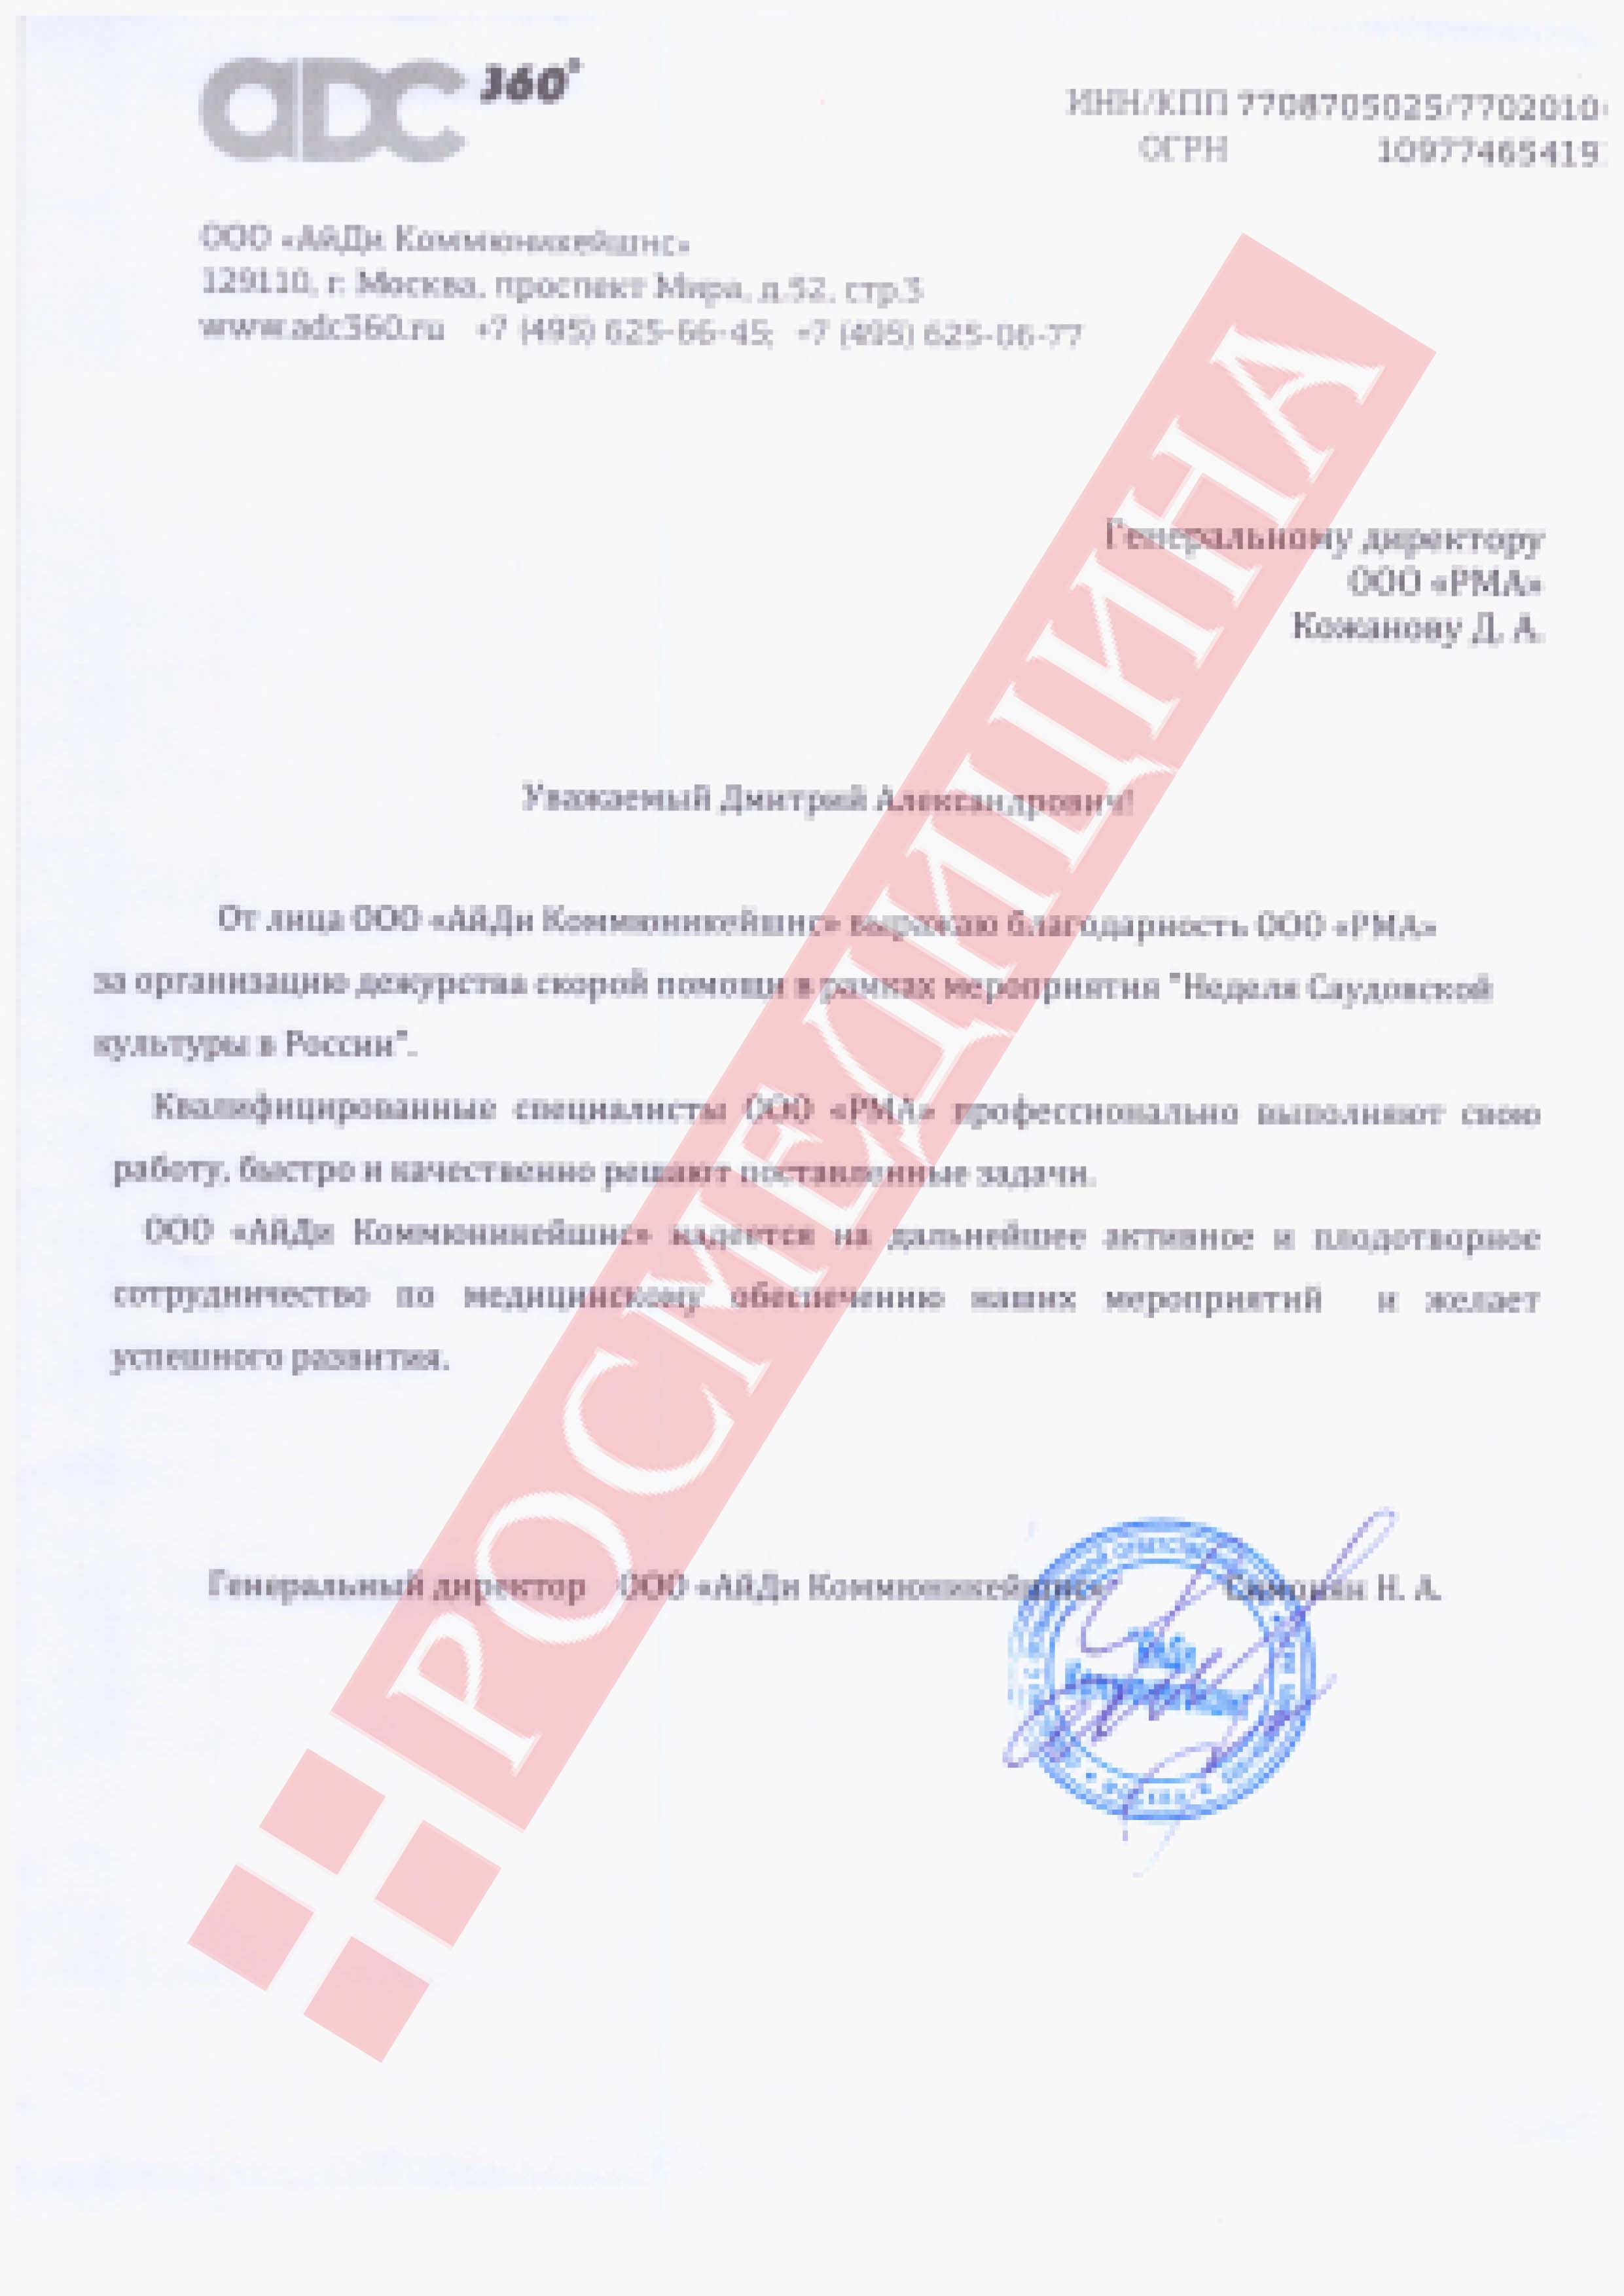 aDC 360°
ИНН/КПП 7708705025/7702010
ОГРН 10977465419
ООО «АйДи Коммюникейшнс»
129110, г. Москва, проспект Мира, д.52, стр.3
www.adc360.ru +7 (495) 625-66-45; +7 (495) 625-06-77
Генеральному директору
ООО «РМА»
Кожанову Д. А.
Уважаемый Дмитрий Александрович!
От лица ООО «АйДи Коммюникейшнс» выражаю благодарность ООО «РМА»
за организацию дежурства скорой помощи в рамках мероприятия "Неделя Саудовской
культуры в России".
Квалифицированные специалисты ООО «РМА» профессионально выполняют свою
работу, быстро и качественно решают поставленные задачи.
ООО «АйДи Коммюникейшнс» надеется на дальнейшее активное и плодотворное
сотрудничество по медицинскому обеспечению наших мероприятий и желает
успешного развития.
Генеральный директор ООО «АйДи Коммюникейшнс» Н. А.
РОСМЕДИЦИНА